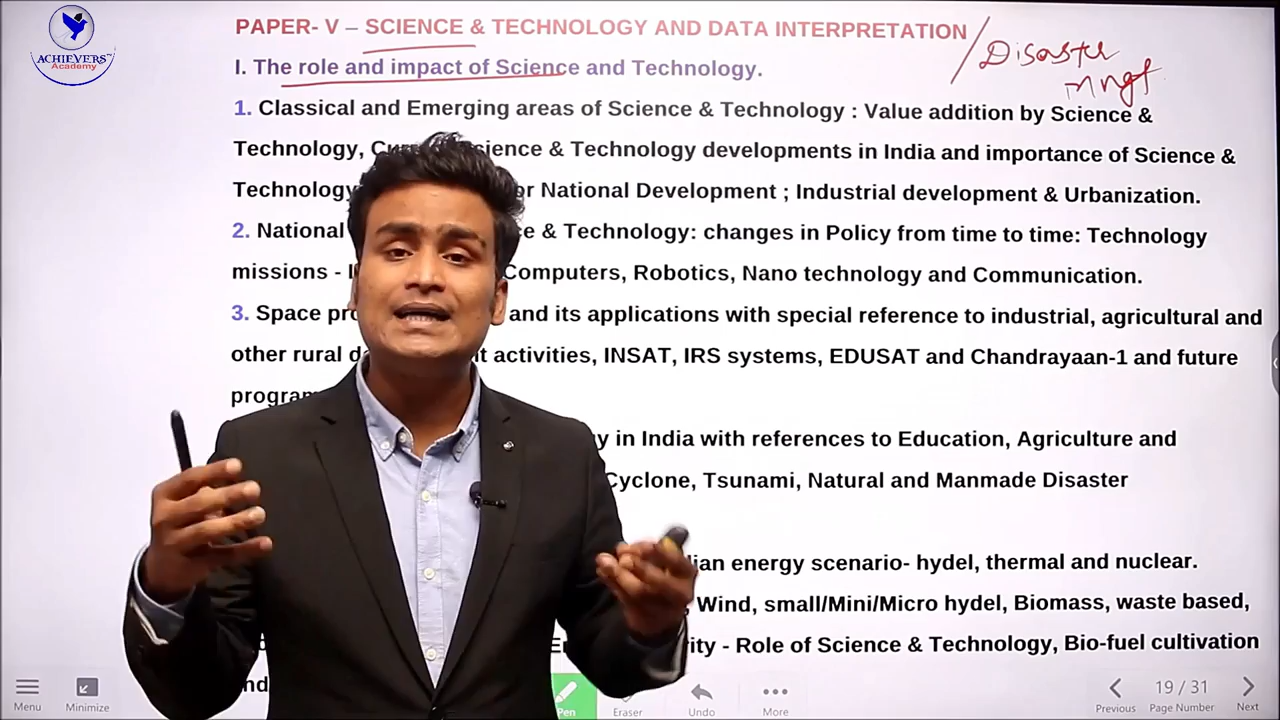 ACHIEVERS
Academy
PAPER- V – SCIENCE & TECHNOLOGY AND DATA INTERPRETATION
/ Disaster
mngt
I. The role and impact of Science and Technology.
1. Classical and Emerging areas of Science & Technology : Value addition by Science &
Technology, science & Technology developments in India and importance of Science &
Technology National Development ; Industrial development & Urbanization.
2. National & Technology: changes in Policy from time to time: Technology
missions - Computers, Robotics, Nano technology and Communication.
3. Space and its applications with special reference to industrial, agricultural and
other rural activities, INSAT, IRS systems, EDUSAT and Chandrayaan-1 and future
in India with references to Education, Agriculture and
Cyclone, Tsunami, Natural and Manmade Disaster
energy scenario- hydel, thermal and nuclear.
Wind, small/Mini/Micro hydel, Biomass, waste based,
- Role of Science & Technology, Bio-fuel cultivation
Menu
Minimize
Pen
Eraser
Undo
More
Previous
19 / 31
Page Number
Next